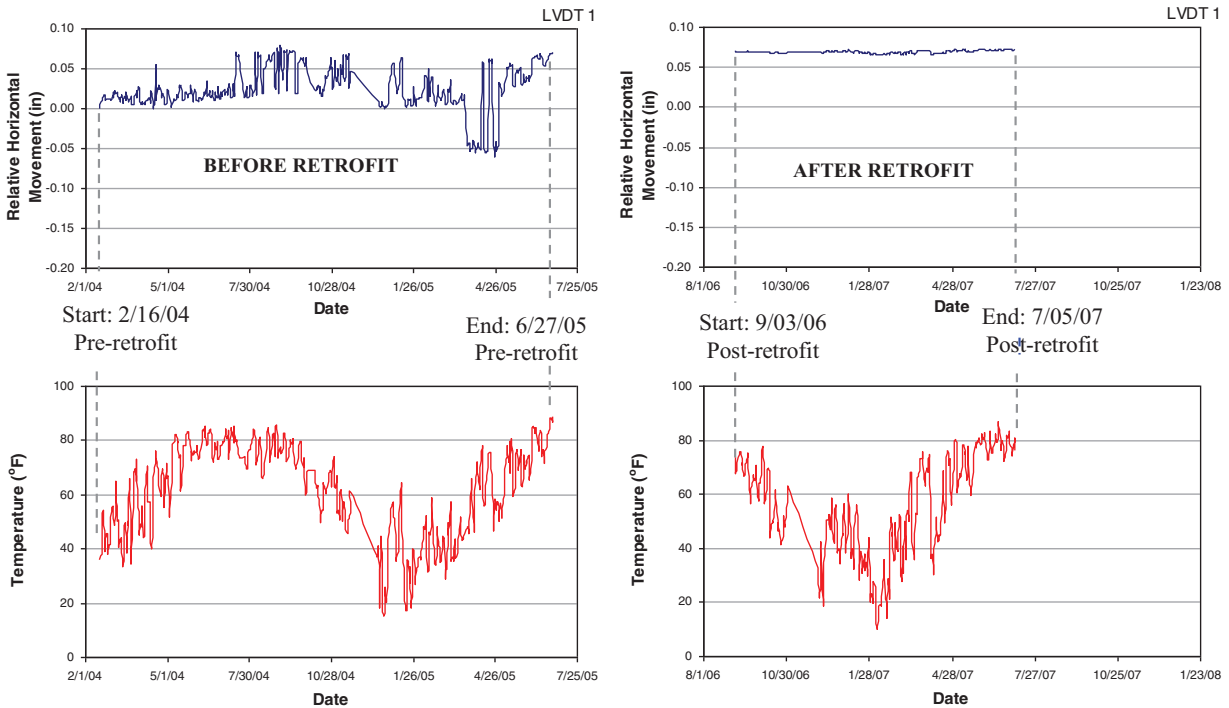 LVDT 1
0.10
0.05
0.00
-0.05
-0.10
-0.15
-0.20
Relative Horizontal
Movement (in)
BEFORE RETROFIT
2/1/04 5/1/04 7/30/04 10/28/04 1/26/05 4/26/05 7/25/05
Date
Start: 2/16/04
Pre-retrofit
End: 6/27/05
Pre-retrofit
100
80
60
40
20
0
Temperature (°F)
2/1/04 5/1/04 7/30/04 10/28/04 1/26/05 4/26/05 7/25/05
Date
LVDT 1
0.10
0.05
0.00
-0.05
-0.10
-0.15
-0.20
Relative Horizontal
Movement (in)
AFTER RETROFIT
8/1/06 10/30/06 1/28/07 4/28/07 7/27/07 10/25/07 1/23/08
Date
Start: 9/03/06
Post-retrofit
End: 7/05/07
Post-retrofit
100
80
60
40
20
0
Temperature (°F)
8/1/06 10/30/06 1/28/07 4/28/07 7/27/07 10/25/07 1/23/08
Date